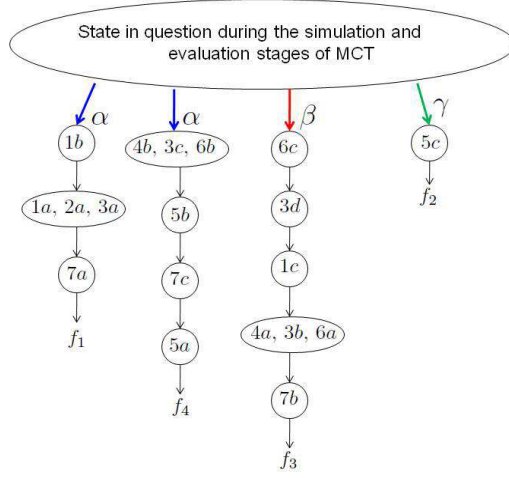 State in question during the simulation and
evaluation stages of MCT
α
α
β
γ
1b
4b, 3c, 6b
6c
5c
1a, 2a, 3a
5b
3d
f₂
7a
7c
1c
f₁
5a
4a, 3b, 6a
f₄
7b
f₃